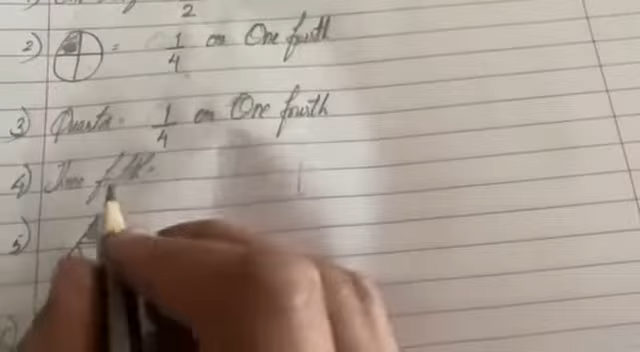 2
2) = 1/4 or One fourth
3) Quarter 1/4 or One fourth
4) Three
5)